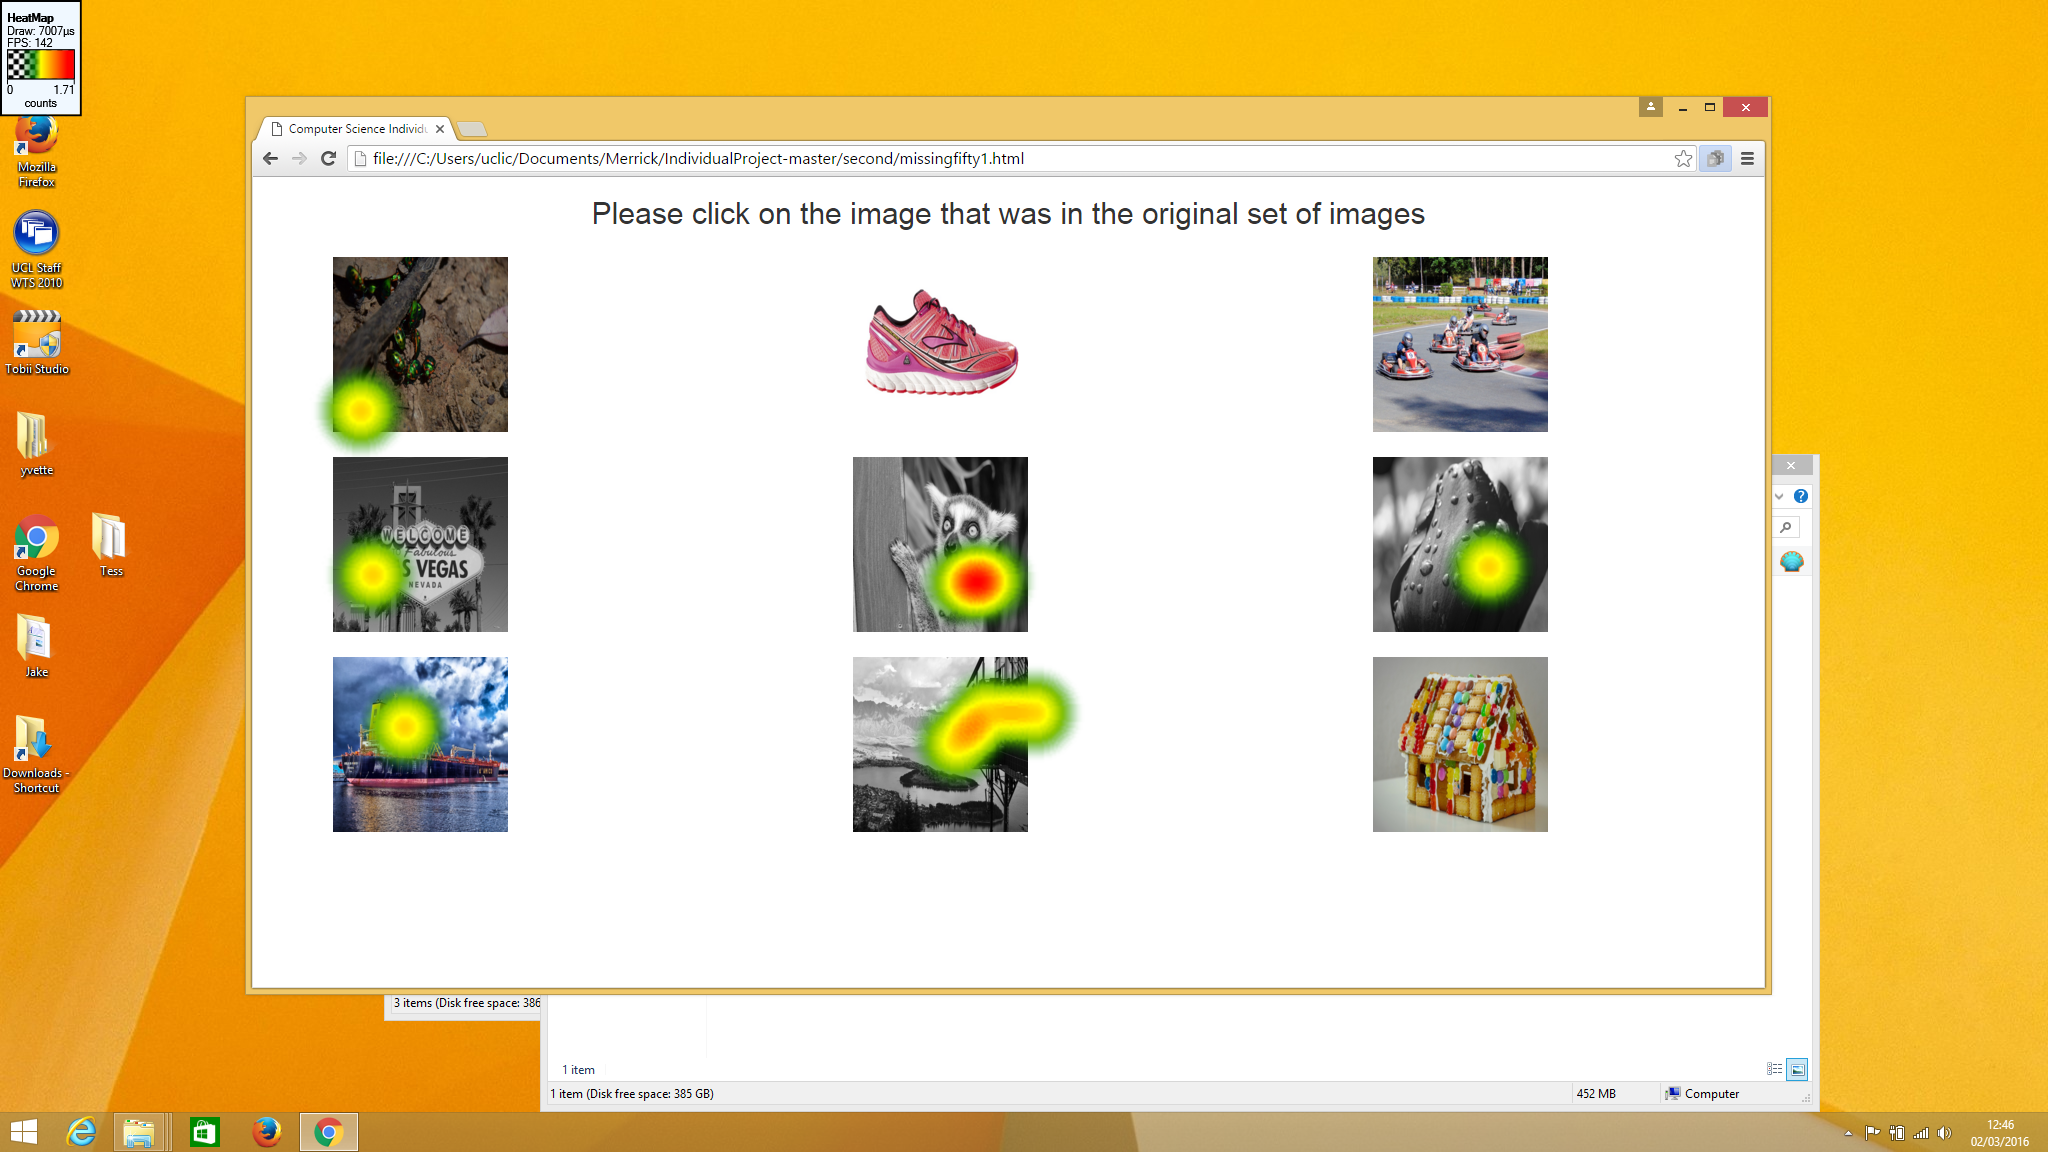 HeatMap
Draw: 7007µs
FPS: 142
0 1.71
counts
Mozilla
Firefox
UCL Staff
WTS 2010
Tobii Studio
yvette
Google
Chrome
Tess
Jake
Downloads -
Shortcut
Computer Science Individu
file:///C:/Users/uclic/Documents/Merrick/IndividualProject-master/second/missingfifty1.html
Please click on the image that was in the original set of images
WELCOME
Fabulous
VEGAS
NEVADA
3 items (Disk free space: 386
1 item
1 item (Disk free space: 385 GB)
452 MB
Computer
12:46
02/03/2016